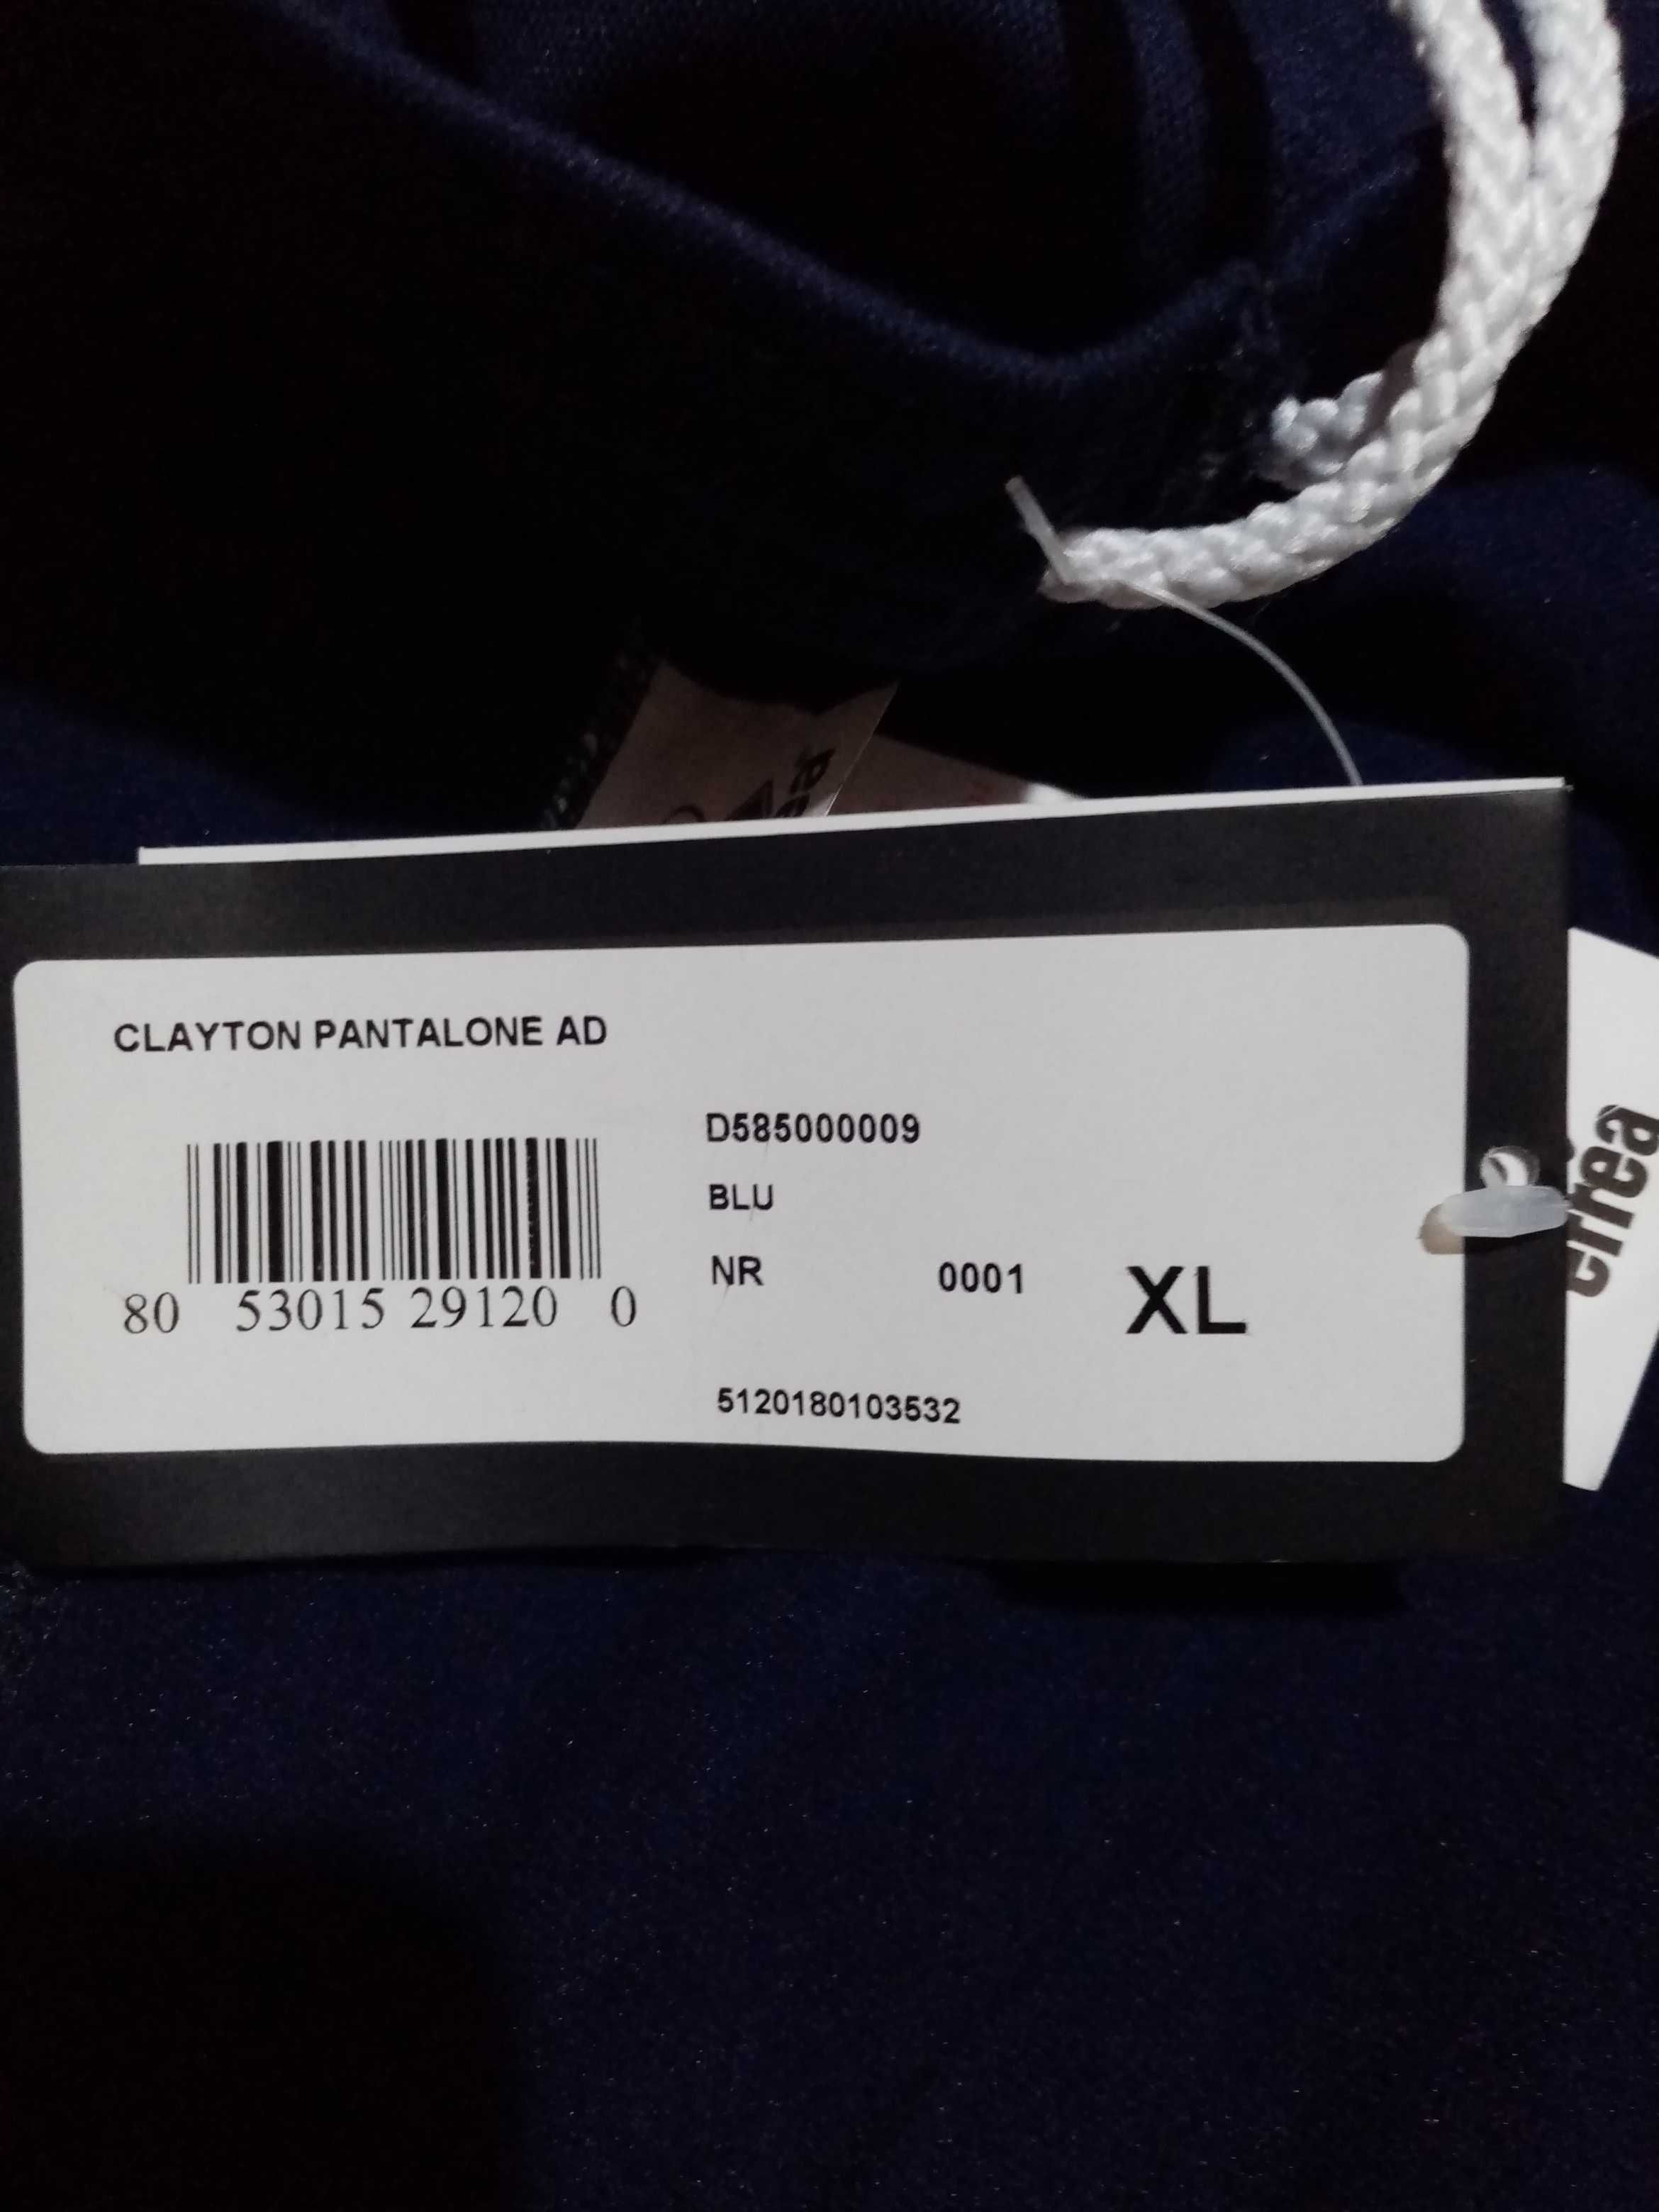 CLAYTON PANTALONE AD
D585000009
BLU
NR 0001 XL
80 53015 29120 0
5120180103532
errea